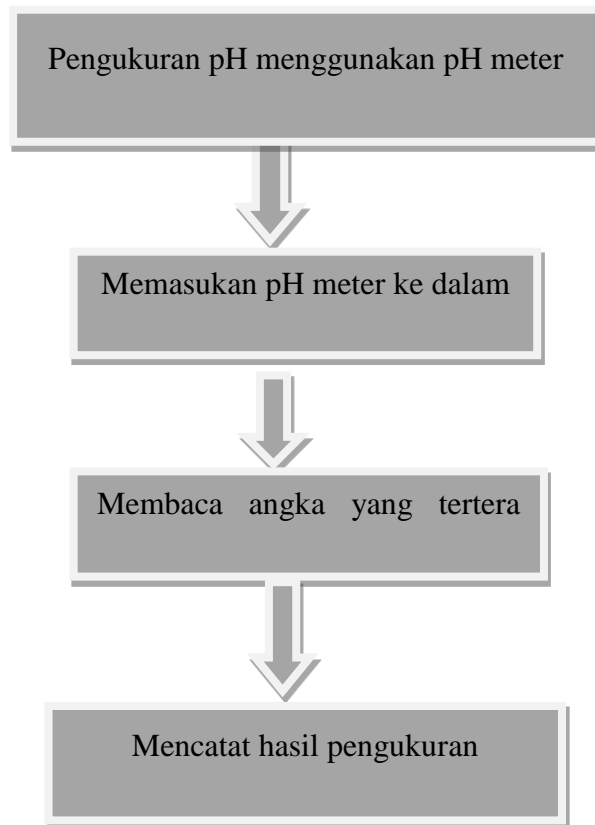 Pengukuran pH menggunakan pH meter
Memasukan pH meter ke dalam
Membaca angka yang tertera
Mencatat hasil pengukuran